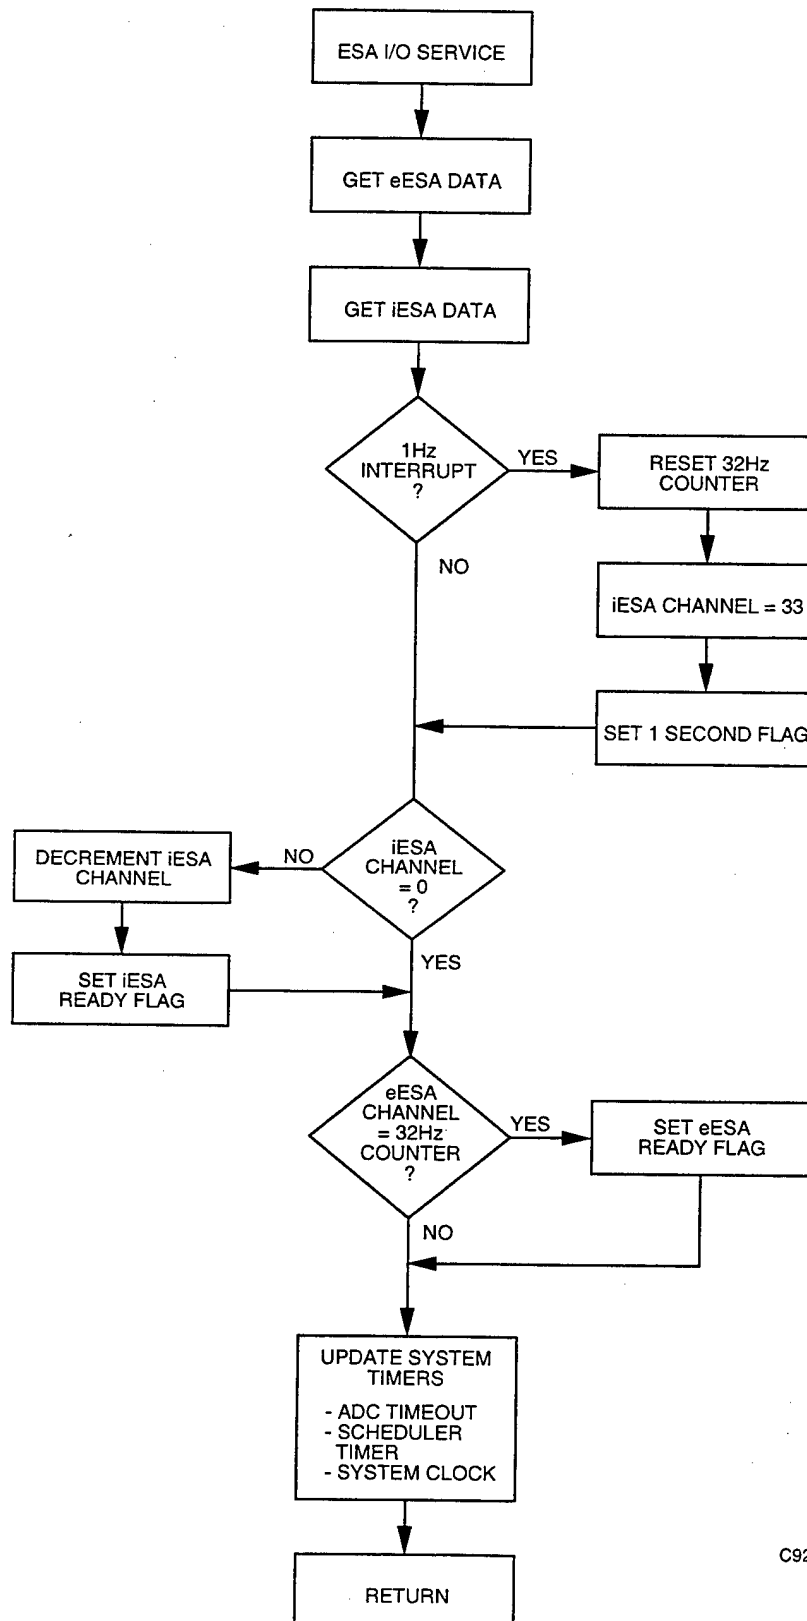 ESA I/O SERVICE
GET eESA DATA
GET iESA DATA
1Hz
INTERRUPT
?
YES
RESET 32Hz
COUNTER
NO
iESA CHANNEL = 33
SET 1 SECOND FLAG
iESA
CHANNEL
= 0
?
NO
DECREMENT iESA
CHANNEL
YES
SET iESA
READY FLAG
eESA
CHANNEL
= 32Hz
COUNTER
?
YES
SET eESA
READY FLAG
NO
UPDATE SYSTEM
TIMERS
- ADC TIMEOUT
- SCHEDULER
TIMER
- SYSTEM CLOCK
RETURN
C92